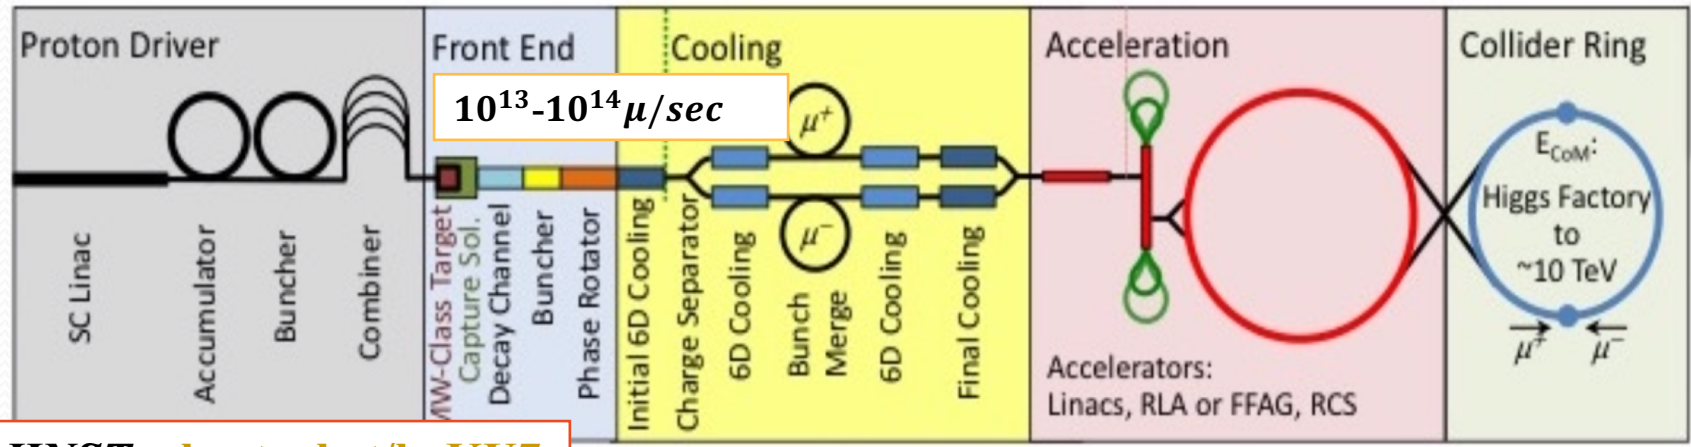 Proton Driver
SC Linac
Accumulator
Buncher
Combiner
Front End
10¹³-10¹⁴μ/sec
MW-Class Target
Capture Sol.
Decay Channel
Buncher
Phase Rotator
Cooling
Initial 6D Cooling
Charge Separator
6D Cooling
μ⁺
μ⁻
Bunch
Merge
6D Cooling
Final Cooling
Acceleration
Accelerators:
Linacs, RLA or FFAG, RCS
Collider Ring
E_CoM:
Higgs Factory
to
~10 TeV
μ⁺ μ⁻